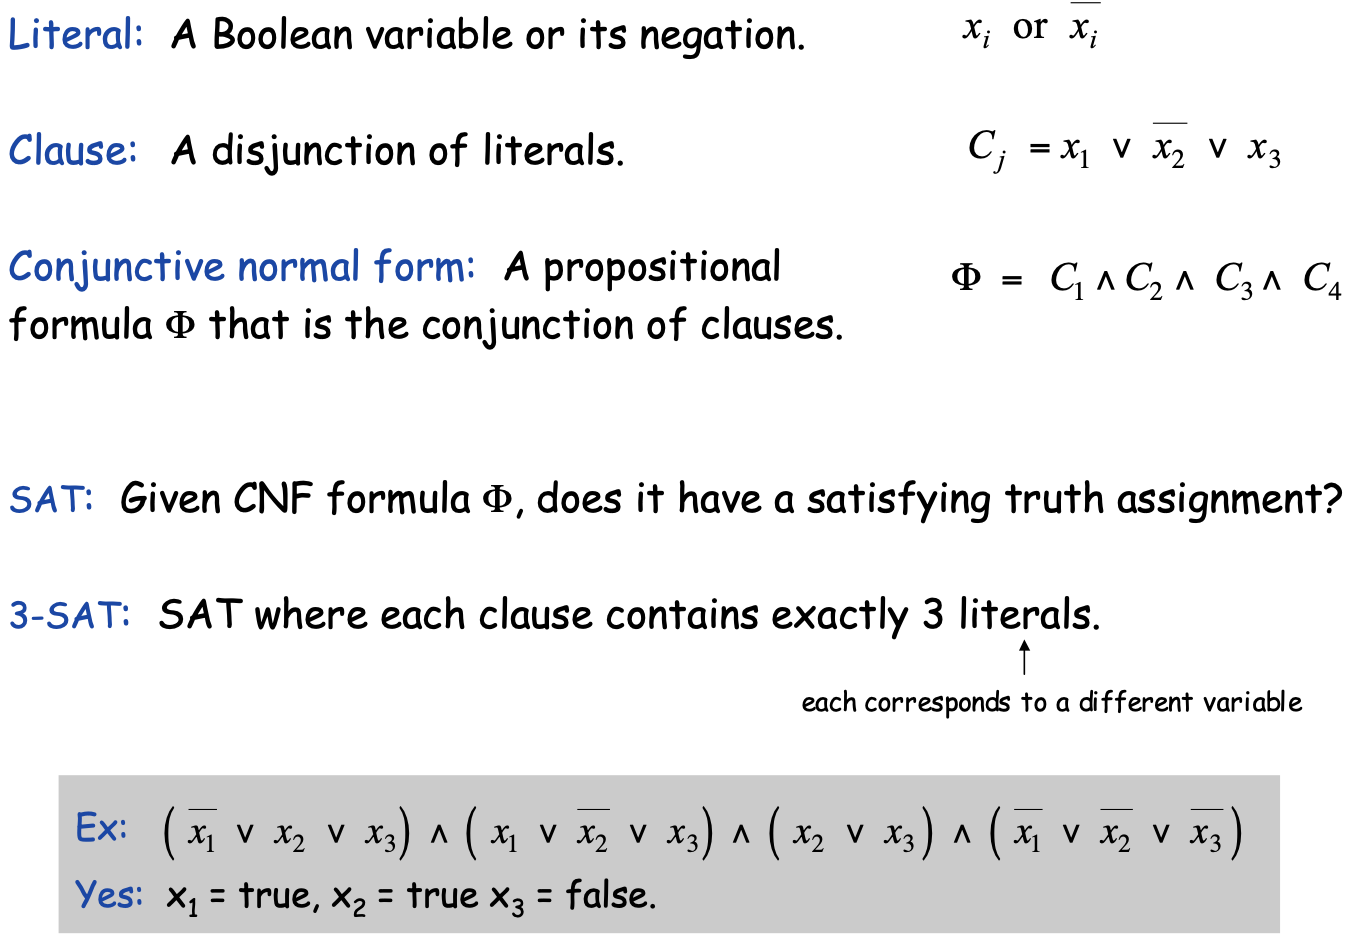 Literal: A Boolean variable or its negation. $x_i$ or $\overline{x_i}$
Clause: A disjunction of literals. $C_j = x_1 \vee \overline{x_2} \vee x_3$
Conjunctive normal form: A propositional
formula Φ that is the conjunction of clauses. $\Phi = C_1 \wedge C_2 \wedge C_3 \wedge C_4$
SAT: Given CNF formula Φ, does it have a satisfying truth assignment?
3-SAT: SAT where each clause contains exactly 3 literals.
each corresponds to a different variable
Ex: $(\overline{x_1} \vee x_2 \vee x_3) \wedge (x_1 \vee \overline{x_2} \vee x_3) \wedge (x_2 \vee x_3) \wedge (\overline{x_1} \vee \overline{x_2} \vee \overline{x_3})$
Yes: $x_1$ = true, $x_2$ = true $x_3$ = false.